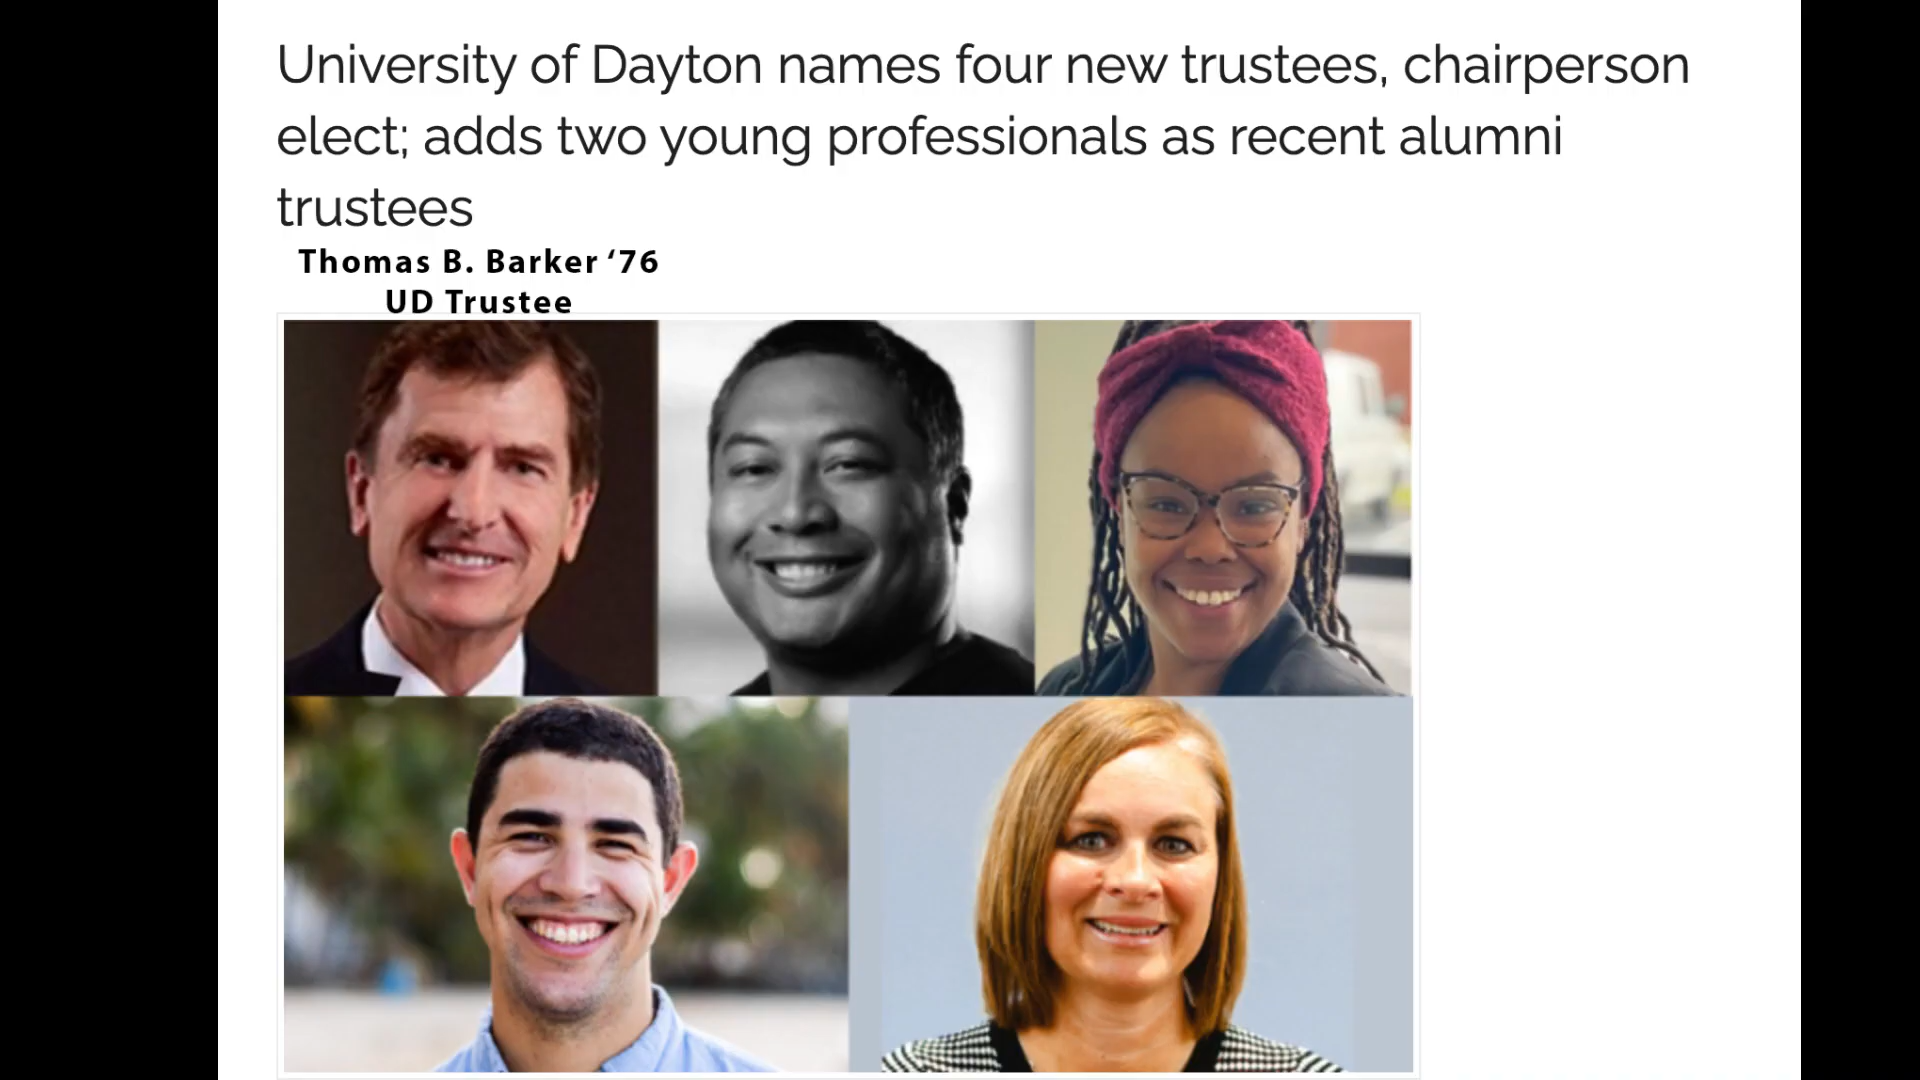 University of Dayton names four new trustees, chairperson
elect; adds two young professionals as recent alumni
trustees
Thomas B. Barker ‘76
UD Trustee